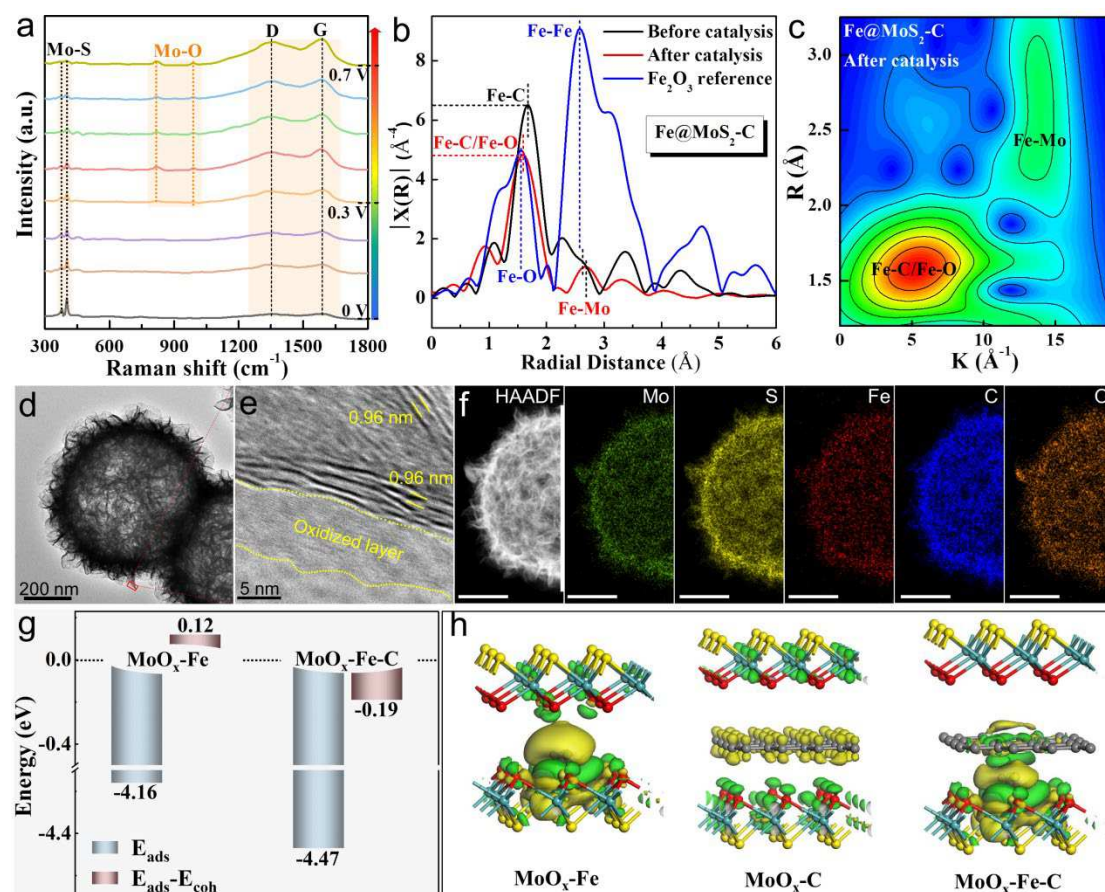 a
Mo-S
Mo-O
D
G
0.7 V
0.3 V
0 V
Intensity (a.u.)
300 600 900 1200 1500 1800
Raman shift (cm⁻¹)
b
Fe-Fe
Before catalysis
After catalysis
Fe₂O₃ reference
Fe-C
Fe-C/Fe-O
Fe@MoS₂-C
Fe-O
Fe-Mo
|X(R)| (Å⁻⁴)
8
6
4
2
0
0 1 2 3 4 5 6
Radial Distance (Å)
c
Fe@MoS₂-C
After catalysis
Fe-Mo
Fe-C/Fe-O
R (Å)
3.0
2.5
2.0
1.5
0 5 10 15
K (Å⁻¹)
d
200 nm
e
0.96 nm
0.96 nm
Oxidized layer
5 nm
f
HAADF
Mo
S
Fe
C
O
g
0.12
MoOₓ-Fe
MoOₓ-Fe-C
-0.19
-4.16
-4.47
Energy (eV)
0.0
-0.4
-4.4
E_ads
E_ads-E_coh
h
MoOₓ-Fe
MoOₓ-C
MoOₓ-Fe-C